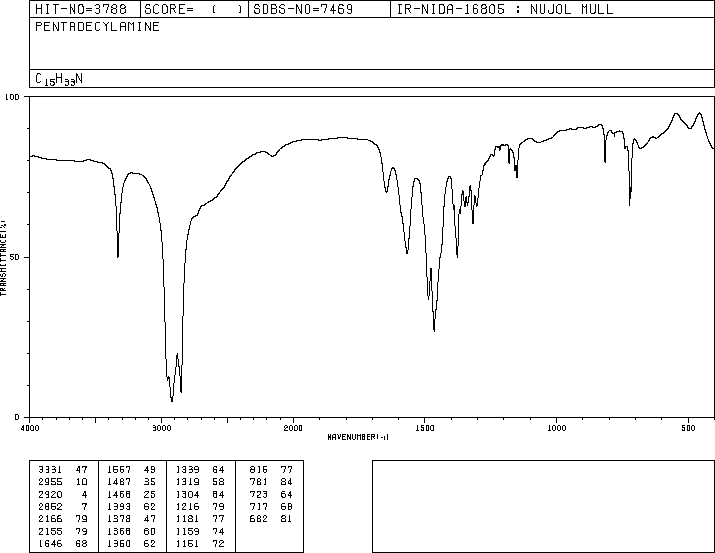 HIT-NO=3788 SCORE= ( ) SDBS-NO=7469 IR-NIDA-16805 : NUJOL MULL
PENTADECYLAMINE
C15H33N
100
50
0
TRANSMITTANCE(%)
4000 3000 2000 1500 1000 500
WAVENUMBER(-1)
3331 47 1567 49 1339 64 816 77
2955 10 1487 35 1319 58 781 84
2920 4 1466 25 1304 64 723 64
2852 7 1393 62 1216 79 717 68
2166 79 1378 47 1181 77 682 81
2155 79 1368 60 1159 74
1646 68 1360 62 1151 72